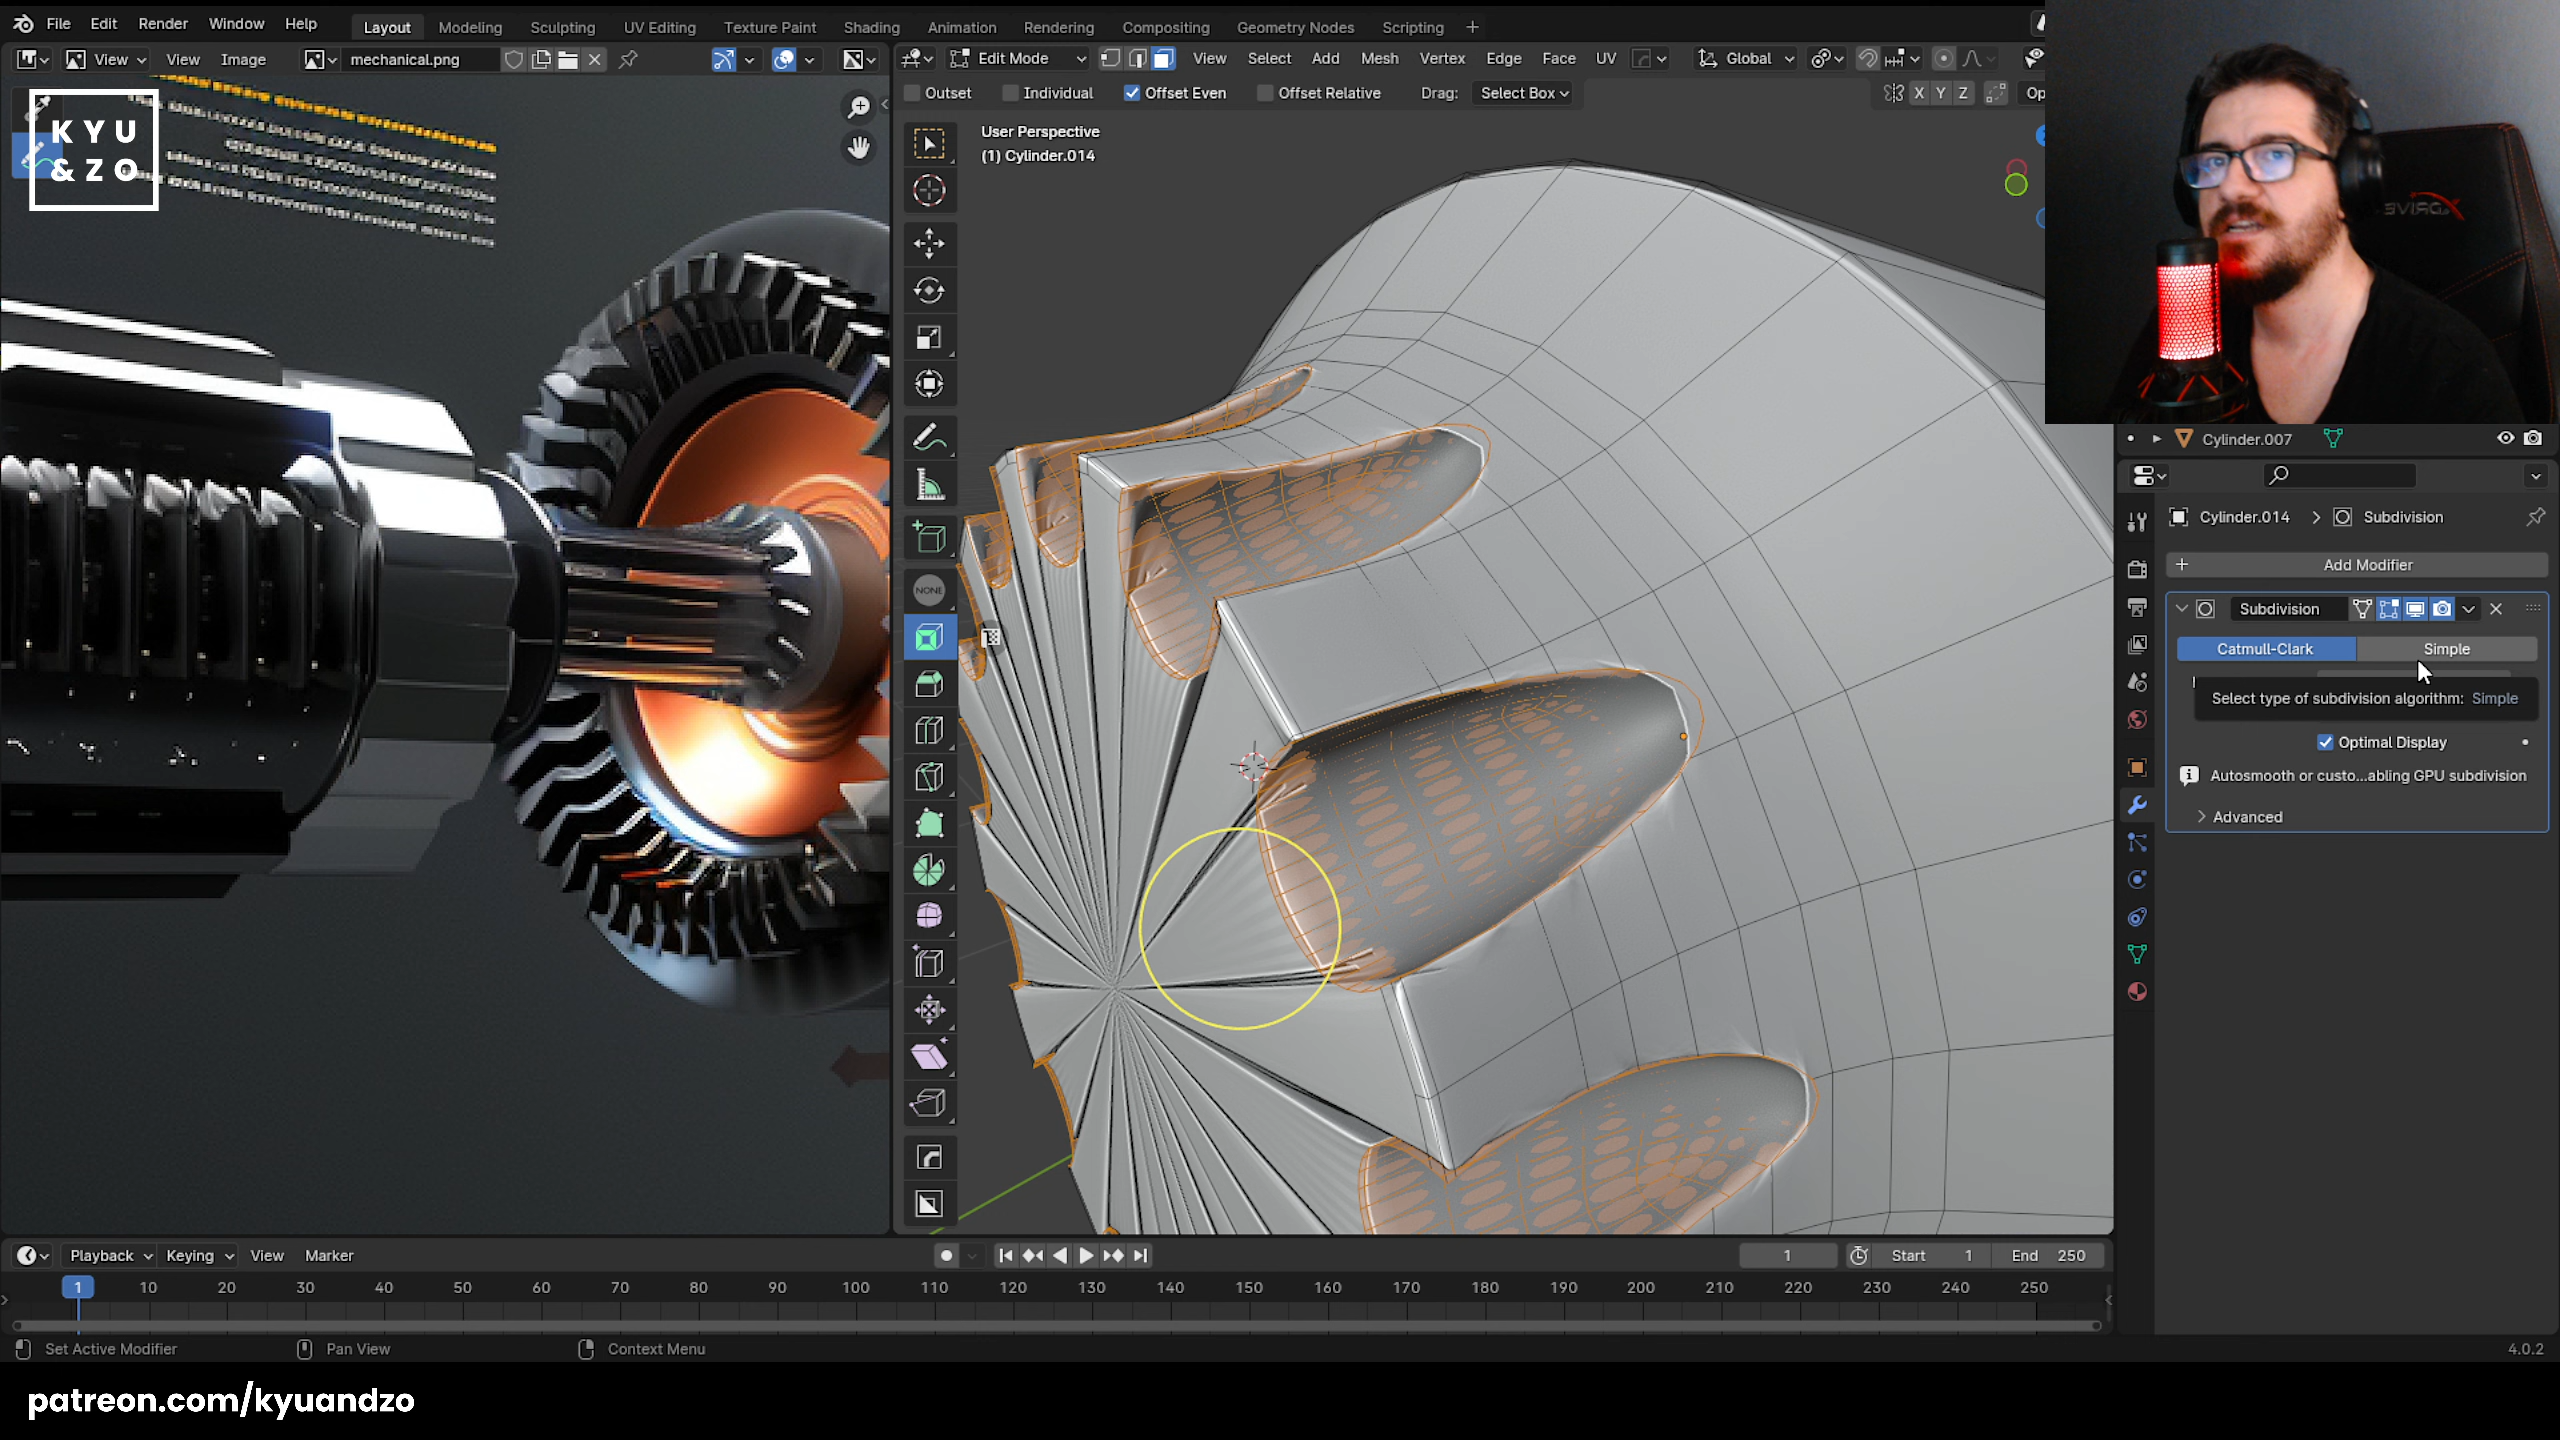 File Edit Render Window Help Layout Modeling Sculpting UV Editing Texture Paint Shading Animation Rendering Compositing Geometry Nodes Scripting +
View View Image mechanical.png Edit Mode View Select Add Mesh Vertex Edge Face UV Global
Outset Individual Offset Even Offset Relative Drag: Select Box X Y Z Op
KYU
&ZO
User Perspective
(1) Cylinder.014
XDRIVE
Cylinder.007
Cylinder.014 > Subdivision
+ Add Modifier
NONE
Subdivision
Catmull-Clark Simple
Select type of subdivision algorithm: Simple
Optimal Display
Autosmooth or custo...abling GPU subdivision
> Advanced
Playback Keying View Marker 1 Start 1 End 250
1 10 20 30 40 50 60 70 80 90 100 110 120 130 140 150 160 170 180 190 200 210 220 230 240 250
Set Active Modifier Pan View Context Menu 4.0.2
patreon.com/kyuandzo